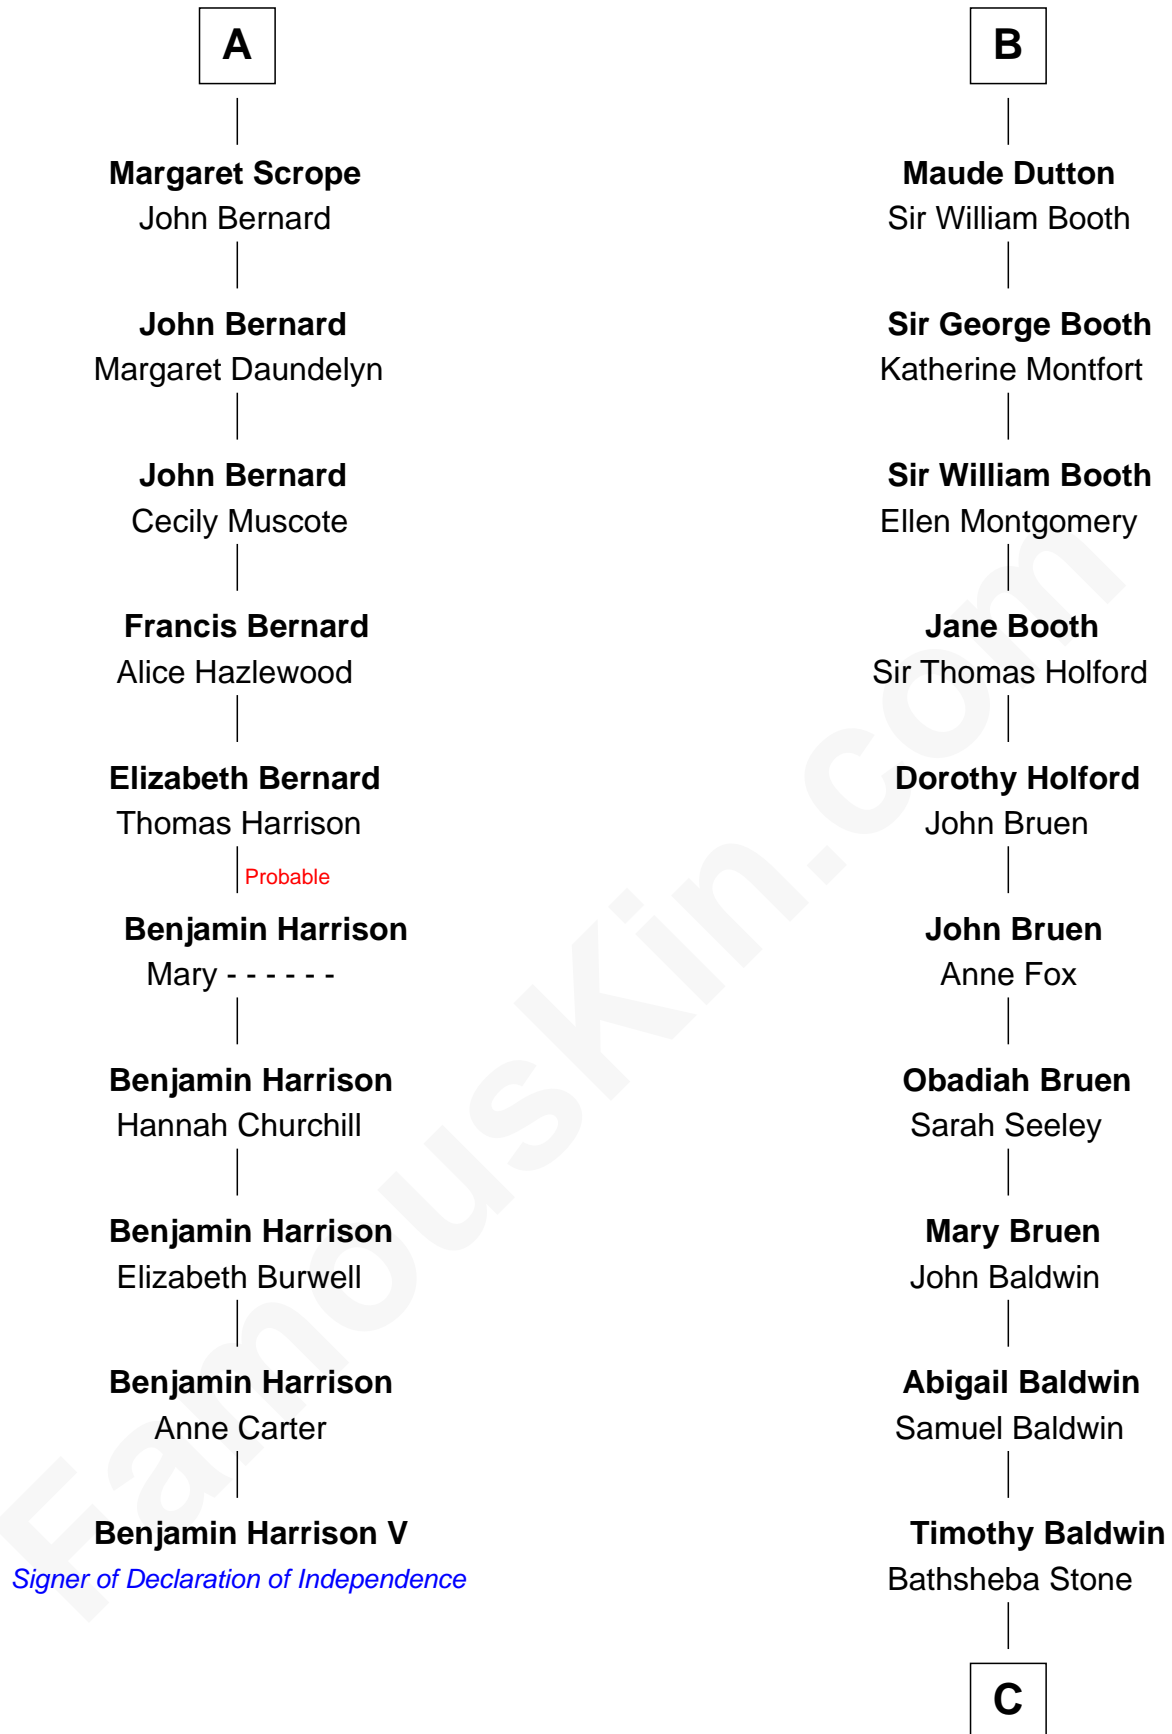 A
Margaret Scrope
John Bernard
John Bernard
Margaret Daundelyn
John Bernard
Cecily Muscote
Francis Bernard
Alice Hazlewood
Elizabeth Bernard
Thomas Harrison
Probable
Benjamin Harrison
Mary - - - - - -
Benjamin Harrison
Hannah Churchill
Benjamin Harrison
Elizabeth Burwell
Benjamin Harrison
Anne Carter
Benjamin Harrison V
Signer of Declaration of Independence
B
Maude Dutton
Sir William Booth
Sir George Booth
Katherine Montfort
Sir William Booth
Ellen Montgomery
Jane Booth
Sir Thomas Holford
Dorothy Holford
John Bruen
John Bruen
Anne Fox
Obadiah Bruen
Sarah Seeley
Mary Bruen
John Baldwin
Abigail Baldwin
Samuel Baldwin
Timothy Baldwin
Bathsheba Stone
C
FamousKin.com